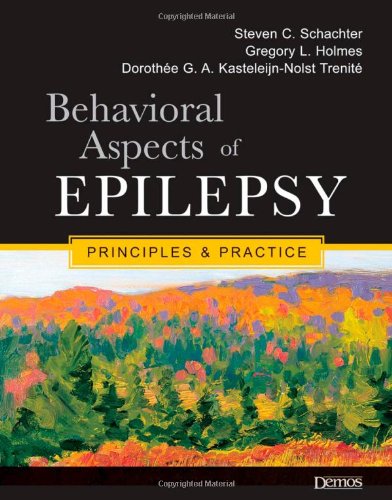 Steven C. Schachter
Gregory L. Holmes
Dorothée G. A. Kasteleijn-Nolst Trenité
Behavioral
Aspects of
EPILEPSY
PRINCIPLES & PRACTICE
Demos
Copyrighted Material
Copyrighted Material